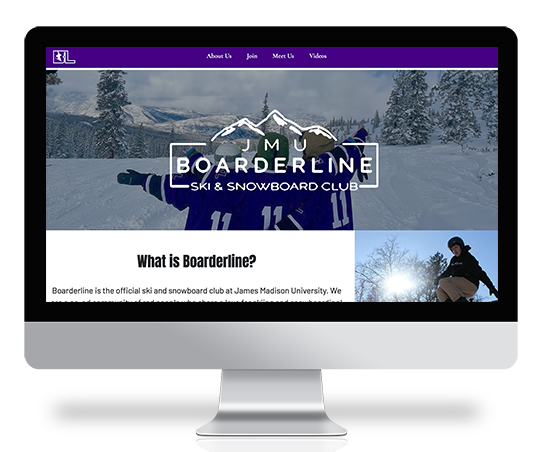 BL
About Us Join Meet Us Videos
JMU
BOARDERLINE
SKI & SNOWBOARD CLUB
11 11 11
What is Boarderline?
Boarderline is the official ski and snowboard club at James Madison University. We